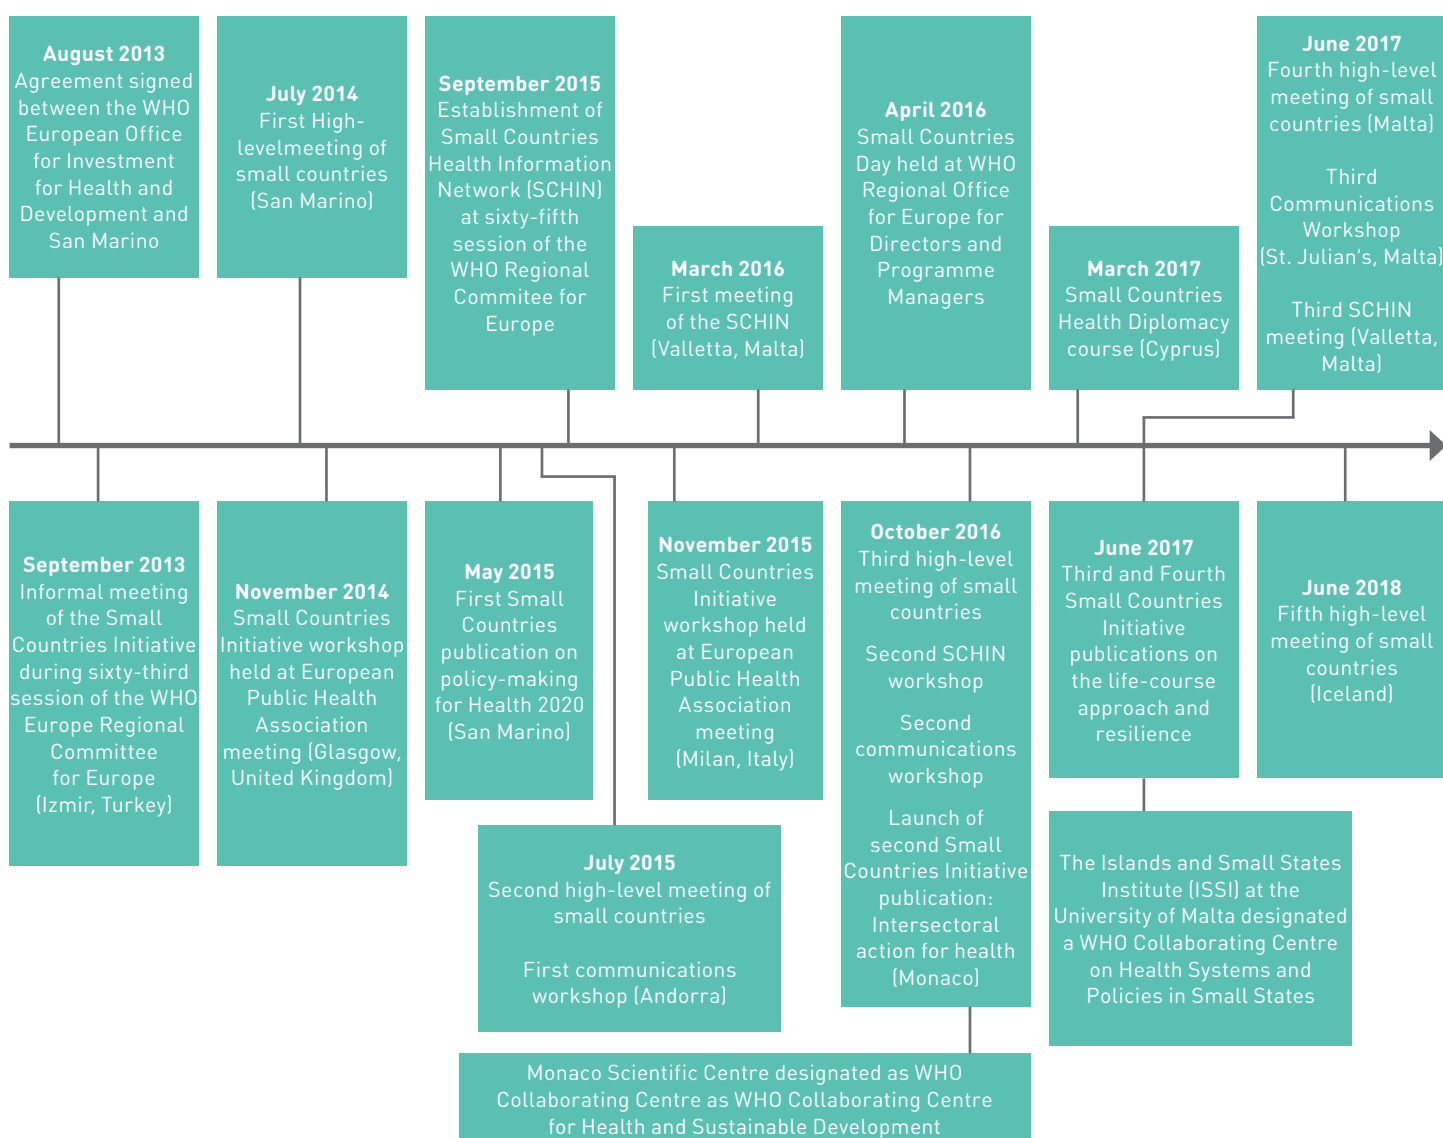 August 2013
Agreement signed
between the WHO
European Office
for Investment
for Health and
Development and
San Marino
July 2014
First High-
levelmeeting of
small countries
(San Marino)
September 2015
Establishment of
Small Countries
Health Information
Network (SCHIN)
at sixty-fifth
session of the
WHO Regional
Commitee for
Europe
March 2016
First meeting
of the SCHIN
(Valletta, Malta)
April 2016
Small Countries
Day held at WHO
Regional Office
for Europe for
Directors and
Programme
Managers
March 2017
Small Countries
Health Diplomacy
course (Cyprus)
June 2017
Fourth high-level
meeting of small
countries (Malta)
Third
Communications
Workshop
(St. Julian's, Malta)
Third SCHIN
meeting (Valletta,
Malta)
September 2013
Informal meeting
of the Small
Countries Initiative
during sixty-third
session of the WHO
Europe Regional
Committee
for Europe
(Izmir, Turkey)
November 2014
Small Countries
Initiative workshop
held at European
Public Health
Association
meeting (Glasgow,
United Kingdom)
May 2015
First Small
Countries
publication on
policy-making
for Health 2020
(San Marino)
July 2015
Second high-level meeting of
small countries
First communications
workshop (Andorra)
November 2015
Small Countries
Initiative
workshop held
at European
Public Health
Association
meeting
(Milan, Italy)
October 2016
Third high-level
meeting of small
countries
Second SCHIN
workshop
Second
communications
workshop
Launch of
second Small
Countries Initiative
publication:
Intersectoral
action for health
(Monaco)
Monaco Scientific Centre designated as WHO
Collaborating Centre as WHO Collaborating Centre
for Health and Sustainable Development
June 2017
Third and Fourth
Small Countries
Initiative
publications on
the life-course
approach and
resilience
The Islands and Small States
Institute (ISSI) at the
University of Malta designated
a WHO Collaborating Centre
on Health Systems and
Policies in Small States
June 2018
Fifth high-level
meeting of small
countries
(Iceland)